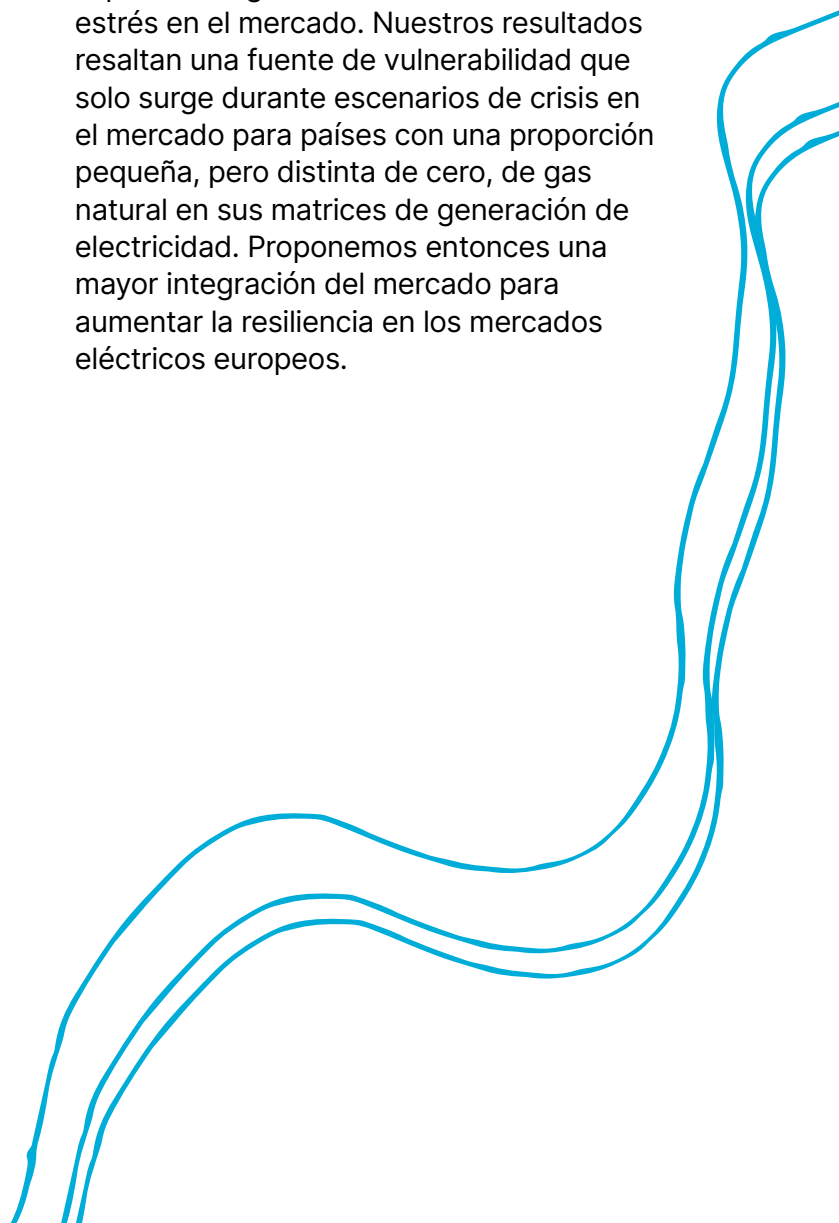 estrés en el mercado. Nuestros resultados
resaltan una fuente de vulnerabilidad que
solo surge durante escenarios de crisis en
el mercado para países con una proporción
pequeña, pero distinta de cero, de gas
natural en sus matrices de generación de
electricidad. Proponemos entonces una
mayor integración del mercado para
aumentar la resiliencia en los mercados
eléctricos europeos.